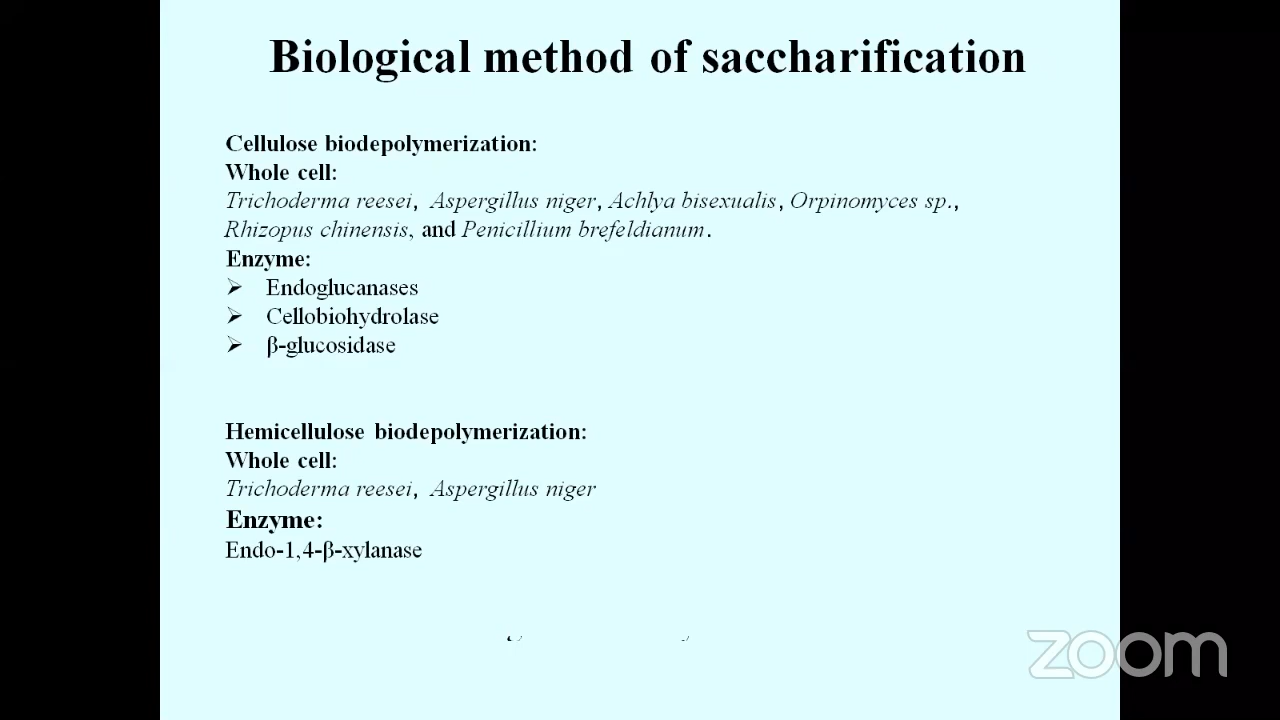 Biological method of saccharification
Cellulose biodepolymerization:
Whole cell:
Trichoderma reesei, Aspergillus niger, Achlya bisexualis, Orpinomyces sp.,
Rhizopus chinensis, and Penicillium brefeldianum.
Enzyme:
➢ Endoglucanases
➢ Cellobiohydrolase
➢ β-glucosidase
Hemicellulose biodepolymerization:
Whole cell:
Trichoderma reesei, Aspergillus niger
Enzyme:
Endo-1,4-β-xylanase
zoom